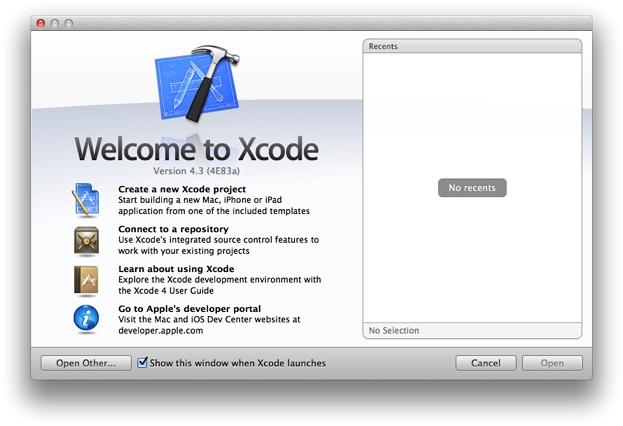 Recents
Welcome to Xcode
Version 4.3 (4E83a)
Create a new Xcode project
Start building a new Mac, iPhone or iPad
application from one of the included templates
Connect to a repository
Use Xcode's integrated source control features to
work with your existing projects
Learn about using Xcode
Explore the Xcode development environment with
the Xcode 4 User Guide
Go to Apple's developer portal
Visit the Mac and iOS Dev Center websites at
developer.apple.com
No recents
No Selection
Open Other...
Show this window when Xcode launches
Cancel
Open